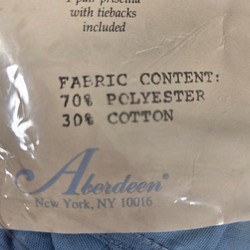 1 pair priscilla
with tiebacks
included
FABRIC CONTENT:
70% POLYESTER
30% COTTON
Aberdeen®
New York, NY 10016